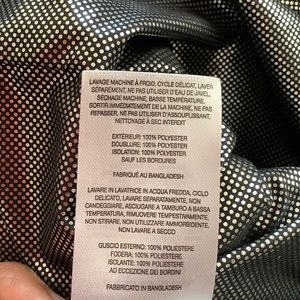 LAVAGE MACHINE À FROID, CYCLE DÉLICAT, LAVER
SÉPARÉMENT, NE PAS UTILISER D'EAU DE JAVEL,
SÉCHAGE MACHINE, BASSE TEMPÉRATURE,
SORTIR IMMÉDIATEMENT DE LA MACHINE, NE PAS
REPASSER, NE PAS UTILISER D'ASSOUPLISSANT,
NETTOYAGE À SEC INTERDIT
EXTÉRIEUR: 100% POLYESTER
DOUBLURE: 100% POLYESTER
ISOLATION: 100% POLYESTER
SAUF LES BORDURES
FABRIQUÉ AU BANGLADESH
LAVARE IN LAVATRICE IN ACQUA FREDDA, CICLO
DELICATO, LAVARE SEPARATAMENTE, NON
CANDEGGIARE, ASCIUGARE A TAMBURO A BASSA
TEMPERATURA, RIMUOVERE TEMPESTIVAMENTE,
NON STIRARE, NON UTILIZZARE AMMORBIDENTE,
NON LAVARE A SECCO
GUSCIO ESTERNO: 100% POLIESTERE
FODERA: 100% POLIESTERE
ISOLANTE: 100% POLIESTERE
AD ECCEZIONE DEI BORDINI
FABBRICATO IN BANGLADESH